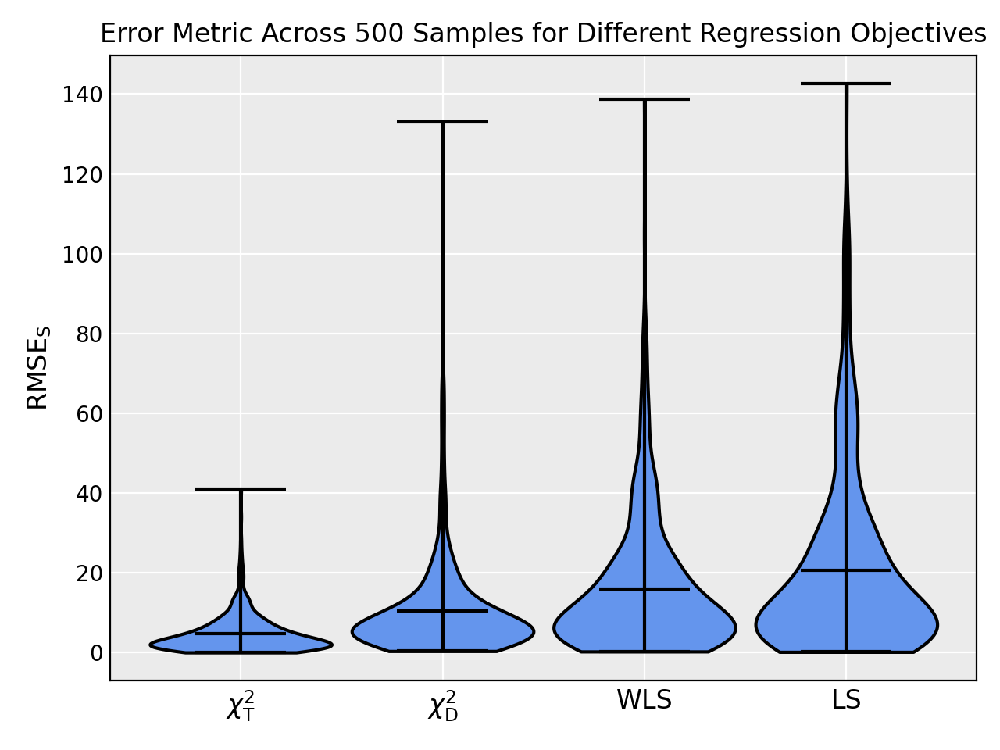 Error Metric Across 500 Samples for Different Regression Objectives
140
120
100
80
60
40
20
0
RMSE_S
χ²_T
χ²_D
WLS
LS